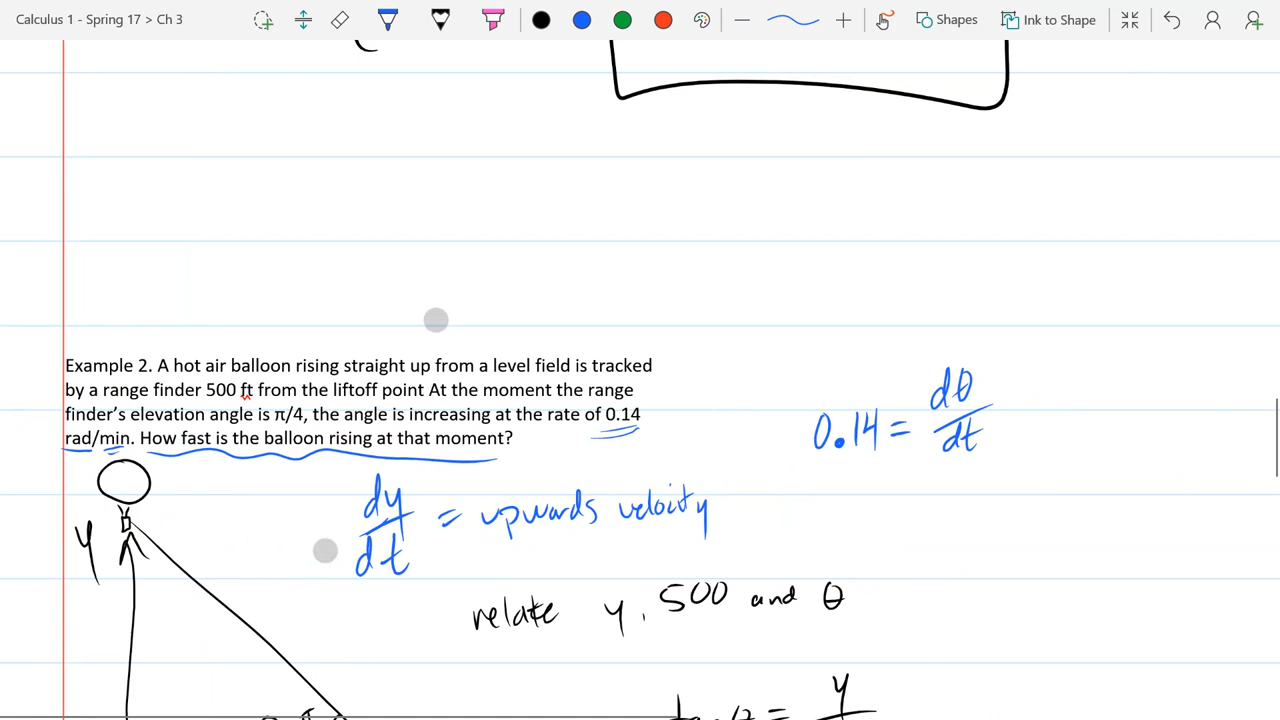 Calculus 1 - Spring 17 > Ch 3
Shapes
Ink to Shape
Example 2. A hot air balloon rising straight up from a level field is tracked
by a range finder 500 ft from the liftoff point At the moment the range
finder's elevation angle is π/4, the angle is increasing at the rate of 0.14
rad/min. How fast is the balloon rising at that moment?
0.14 = dθ/dt
dy/dt = upwards velocity
y
relate y, 500 and θ
y